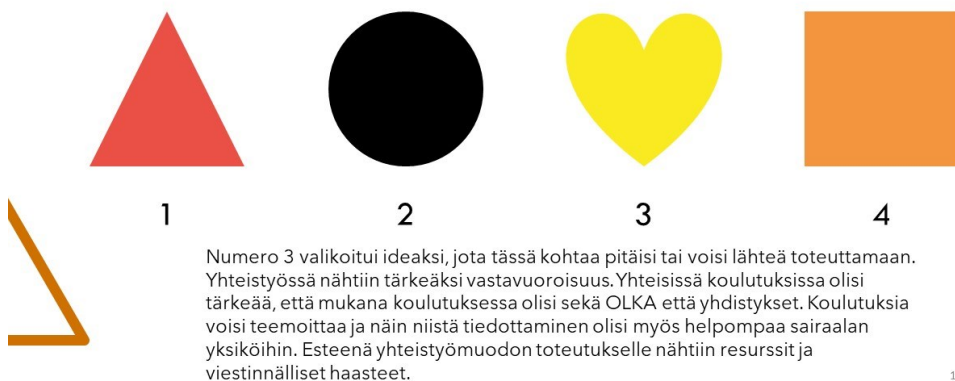 1 2 3 4
Numero 3 valikoitui ideaksi, jota tässä kohtaa pitäisi tai voisi lähteä toteuttamaan.
Yhteistyössä nähtiin tärkeäksi vastavuoroisuus. Yhteisissä koulutuksissa olisi
tärkeää, että mukana koulutuksessa olisi sekä OLKA että yhdistykset. Koulutuksia
voisi teemoittaa ja näin niistä tiedottaminen olisi myös helpompaa sairaalan
yksiköihin. Esteenä yhteistyömuodon toteutukselle nähtiin resurssit ja
viestinnälliset haasteet.
1